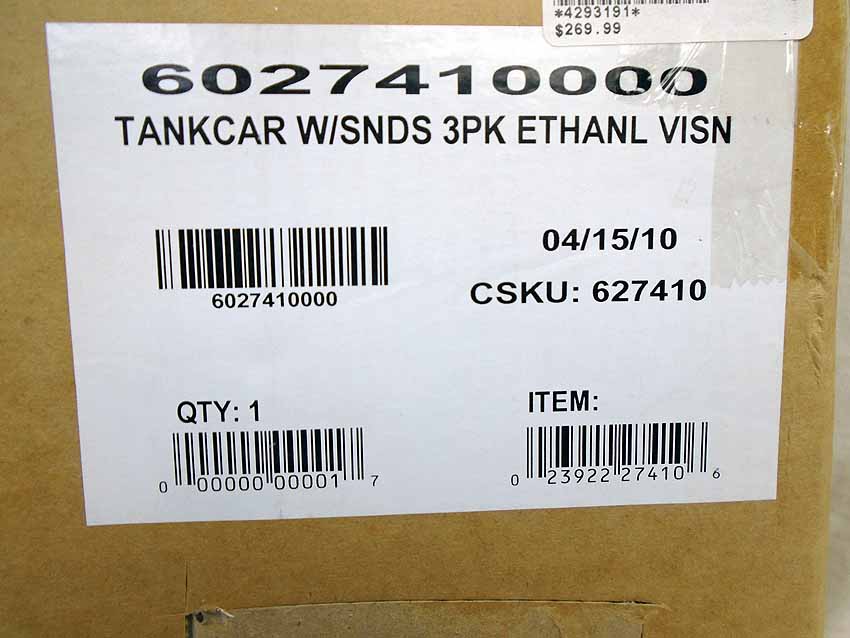 *4293191*
$269.99
6027410000
TANKCAR W/SNDS 3PK ETHANL VISN
04/15/10
6027410000
CSKU: 627410
QTY: 1
ITEM:
0 00000 00001 7
0 23922 27410 6